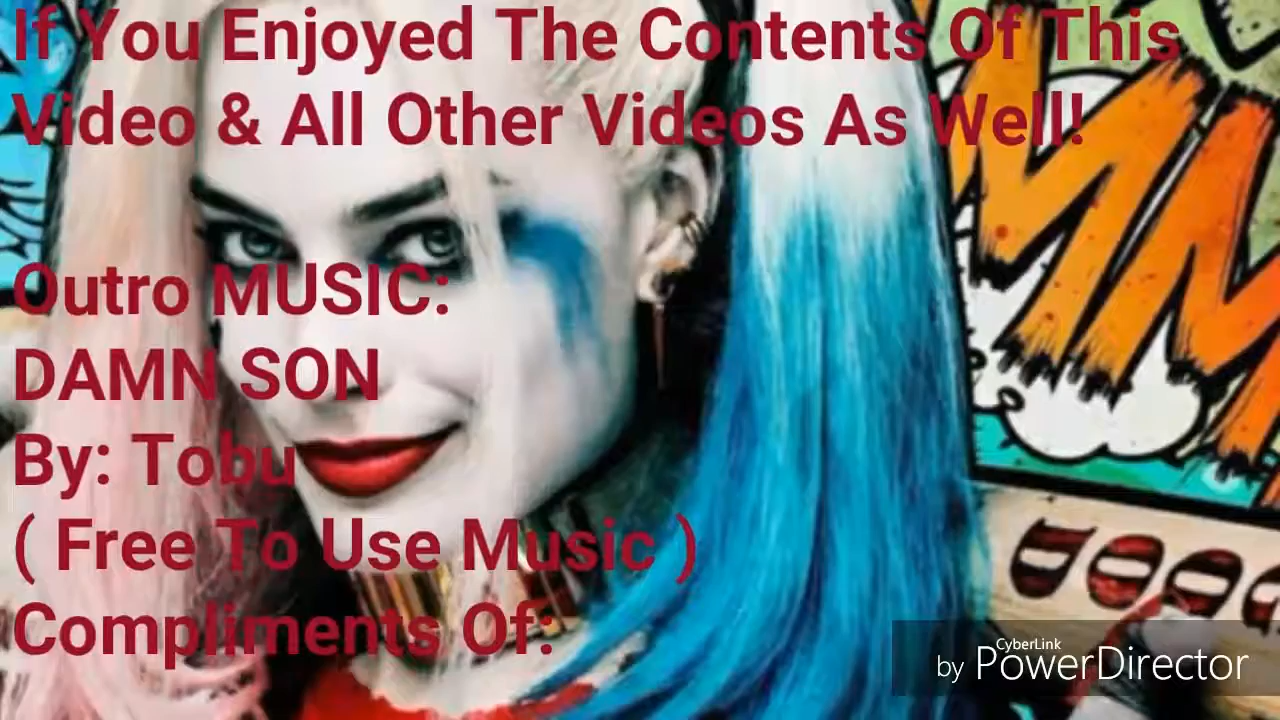 If You Enjoyed The Contents Of This
Video & All Other Videos As Well!
Outro MUSIC:
DAMN SON
By: Tobu
( Free To Use Music )
Compliments Of:
CyberLink
by PowerDirector